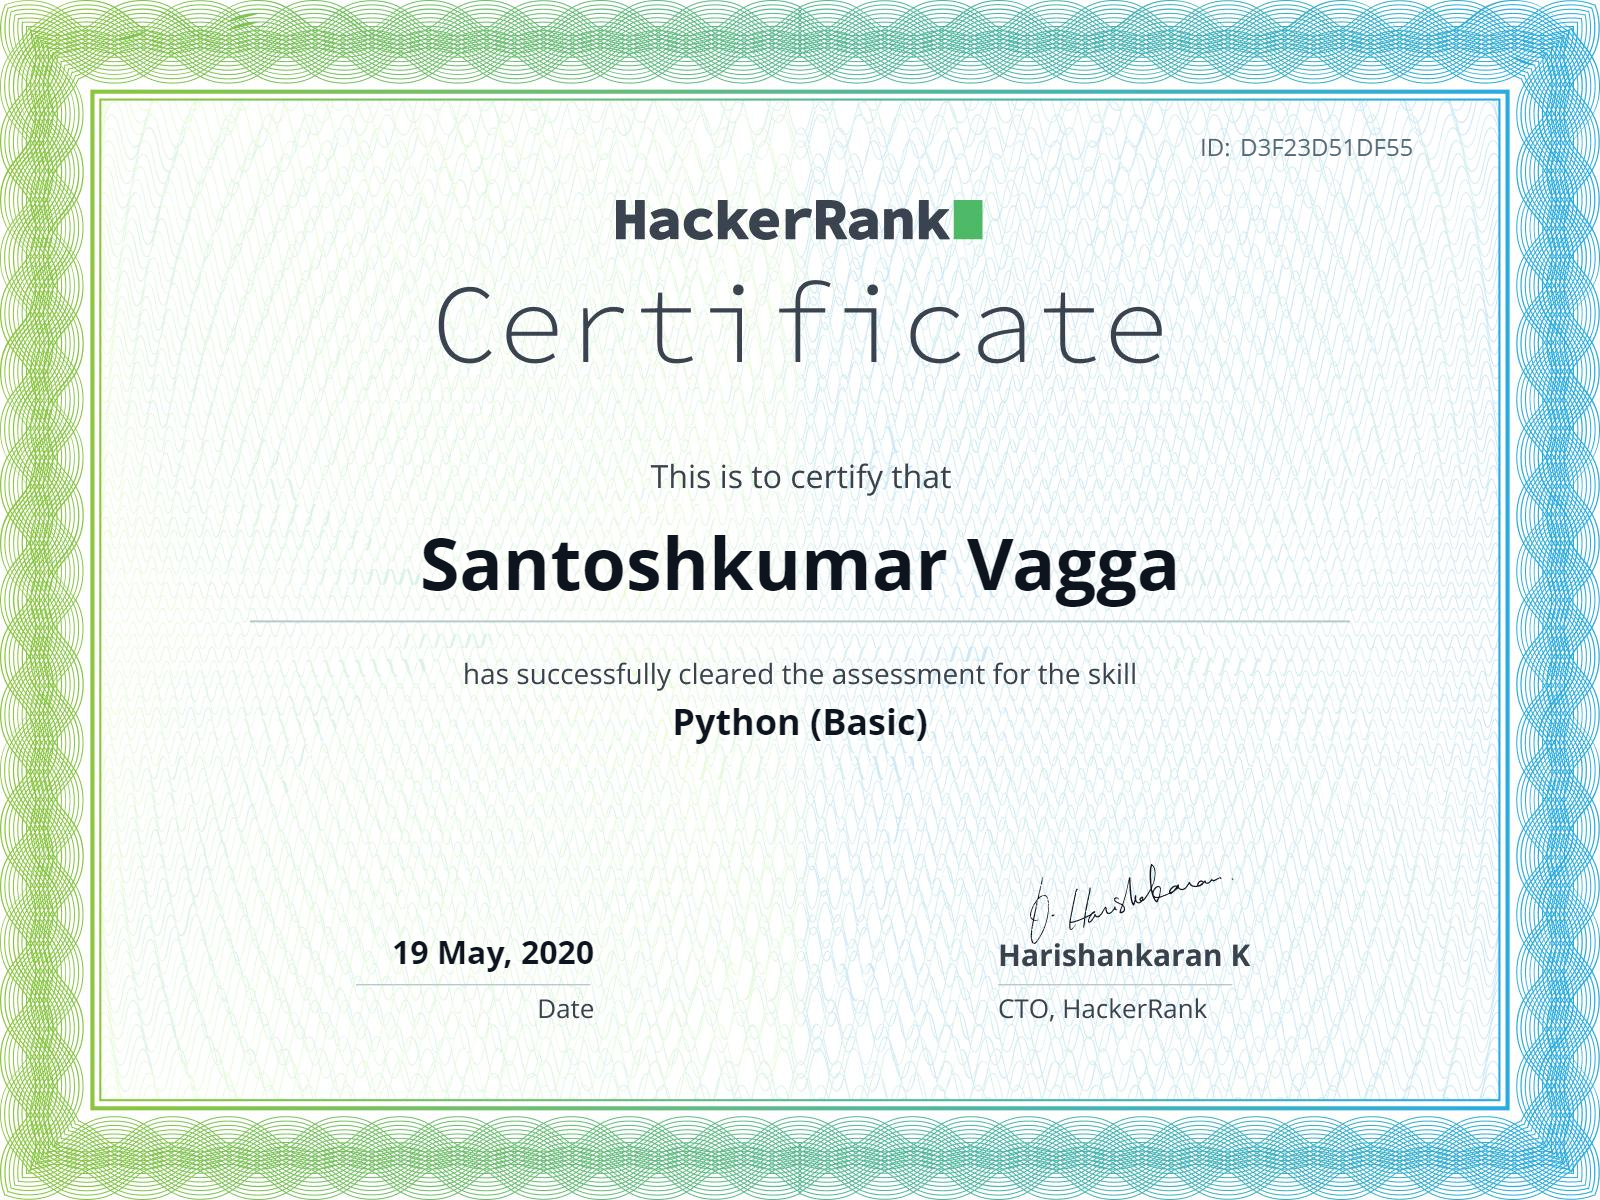 ID: D3F23D51DF55
HackerRank
Certificate
This is to certify that
Santoshkumar Vagga
has successfully cleared the assessment for the skill
Python (Basic)
H. Harishankaran
19 May, 2020
Harishankaran K
Date
CTO, HackerRank